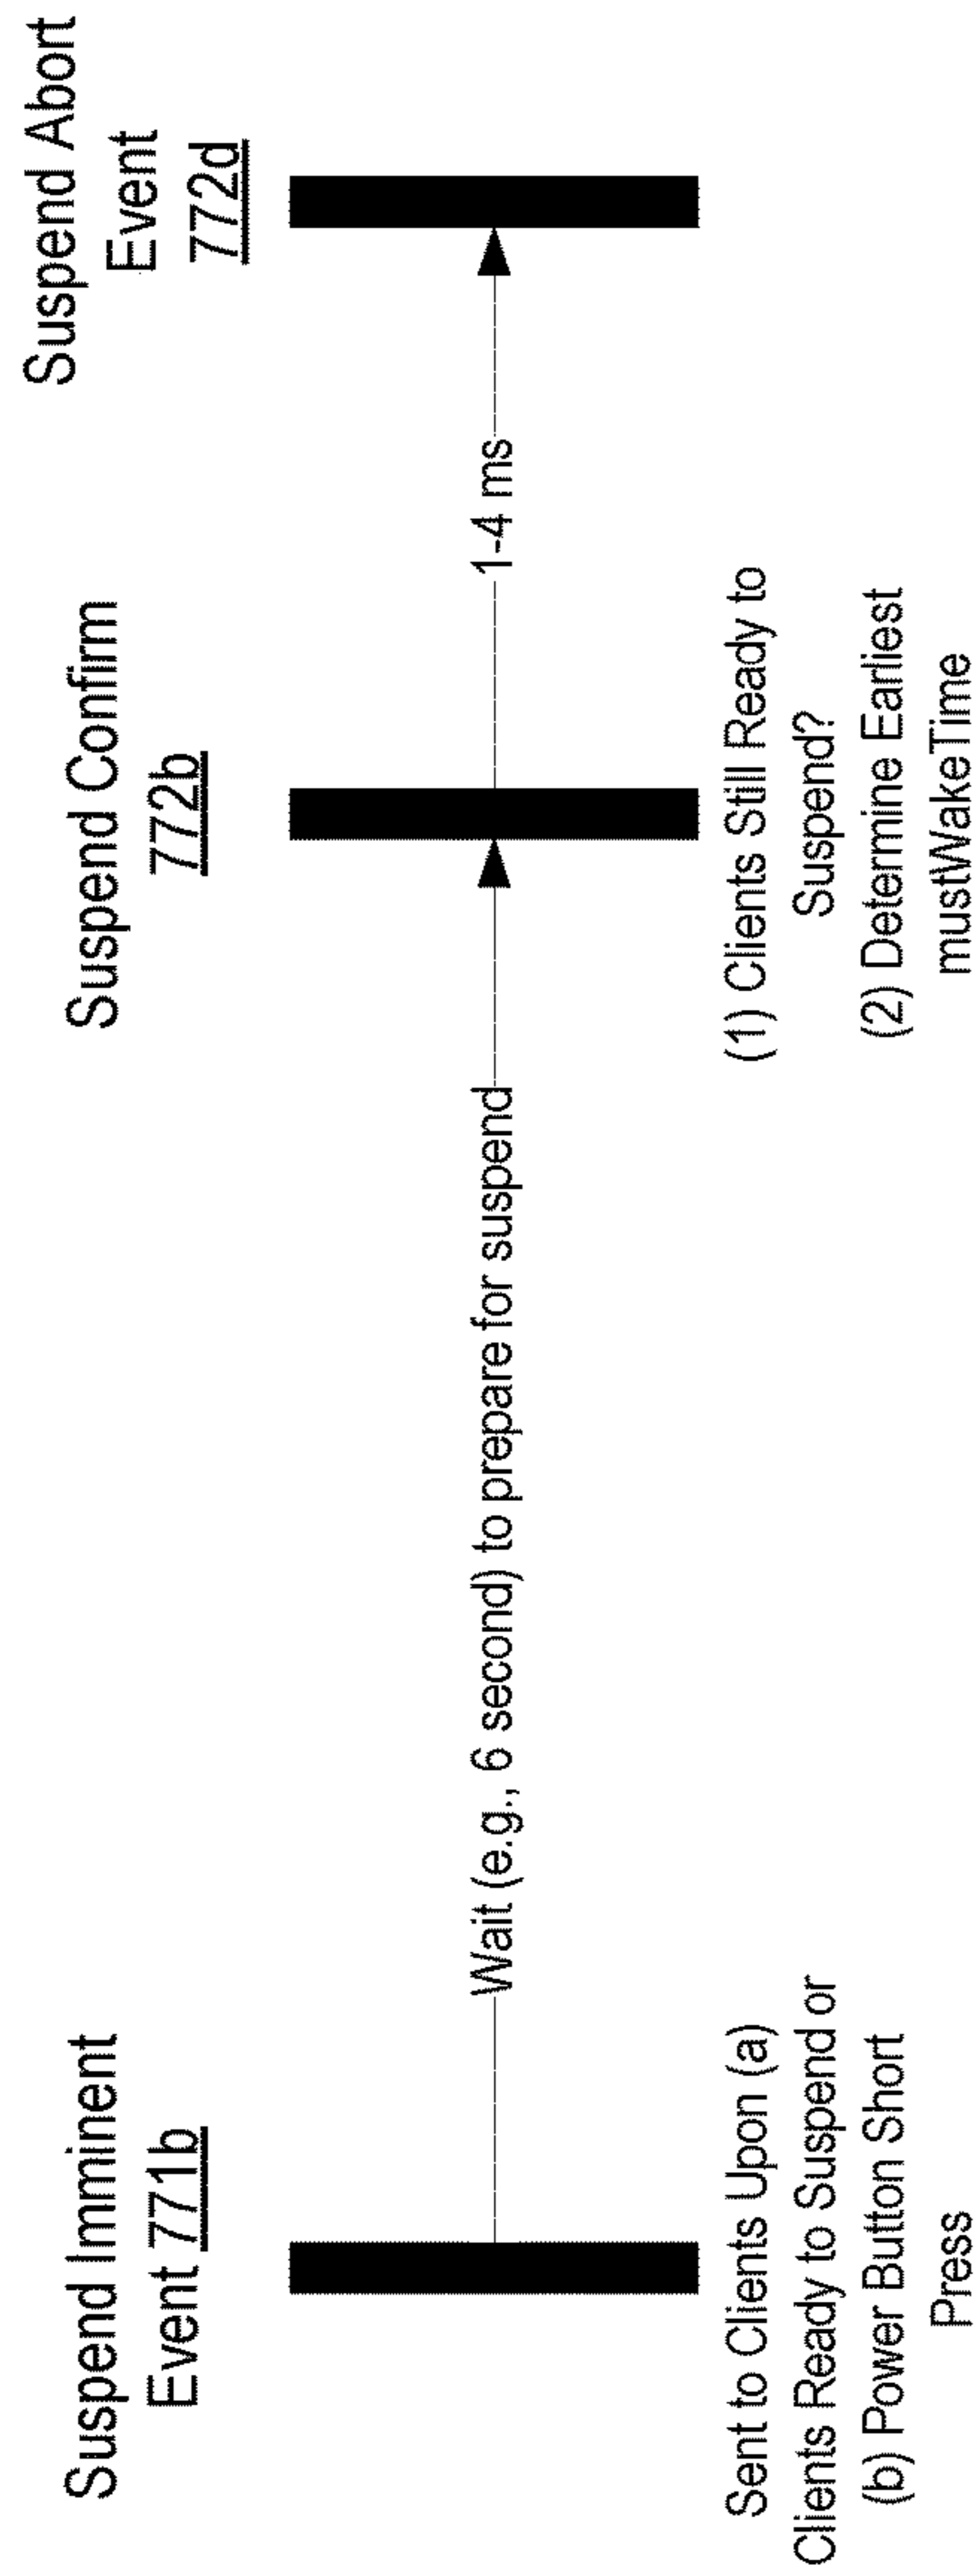 Suspend Imminent
Event 771b
Suspend Confirm
772b
Suspend Abort
Event
772d
Wait (e.g., 6 second) to prepare for suspend
1-4 ms
Sent to Clients Upon (a)
Clients Ready to Suspend or
(b) Power Button Short
Press
(1) Clients Still Ready to
Suspend?
(2) Determine Earliest
mustWakeTime